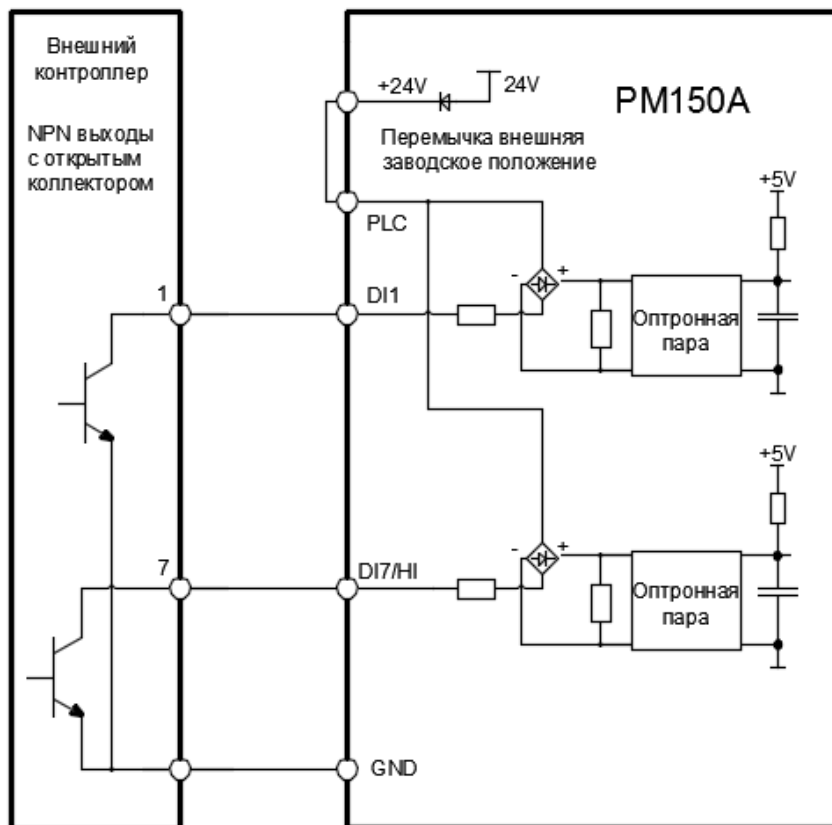 Внешний
контроллер
NPN выходы
с открытым
коллектором
+24V
24V
PM150A
Перемычка внешняя
заводское положение
PLC
+5V
- +
1
DI1
Оптронная
пара
+5V
- +
7
DI7/HI
Оптронная
пара
GND